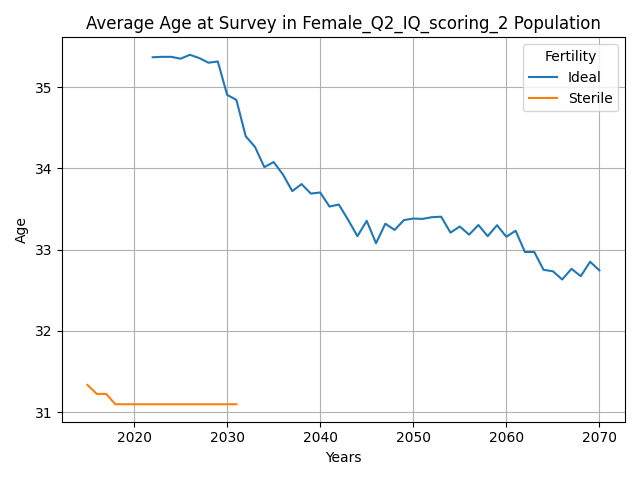 Average Age at Survey in Female_Q2_IQ_scoring_2 Population
Fertility
Ideal
Sterile
Age
35
34
33
32
31
2020 2030 2040 2050 2060 2070
Years